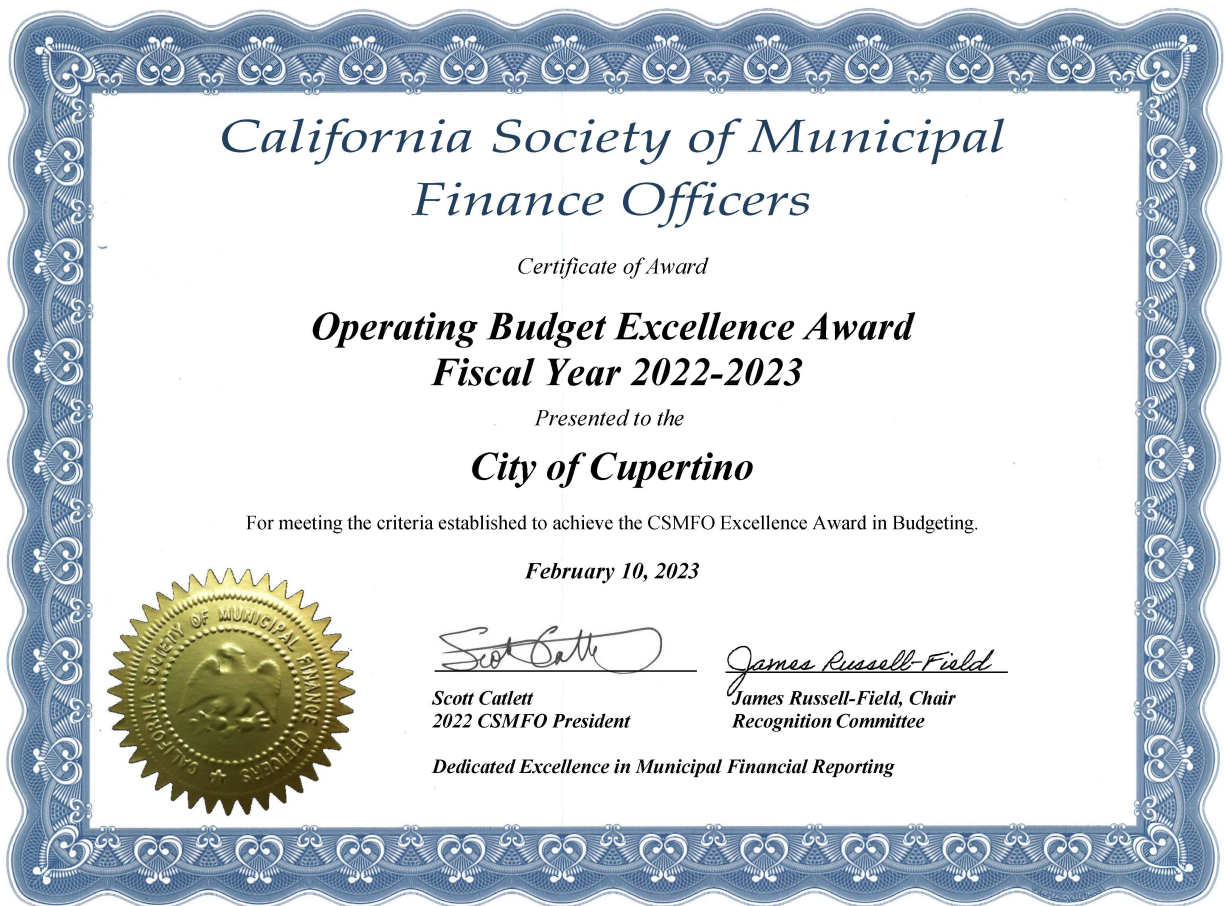 California Society of Municipal
Finance Officers
Certificate of Award
Operating Budget Excellence Award
Fiscal Year 2022-2023
Presented to the
City of Cupertino
For meeting the criteria established to achieve the CSMFO Excellence Award in Budgeting.
February 10, 2023
CALIFORNIA SOCIETY OF MUNICIPAL FINANCE OFFICERS
Scott Catlett
James Russell-Field
Scott Catlett
2022 CSMFO President
James Russell-Field, Chair
Recognition Committee
Dedicated Excellence in Municipal Financial Reporting